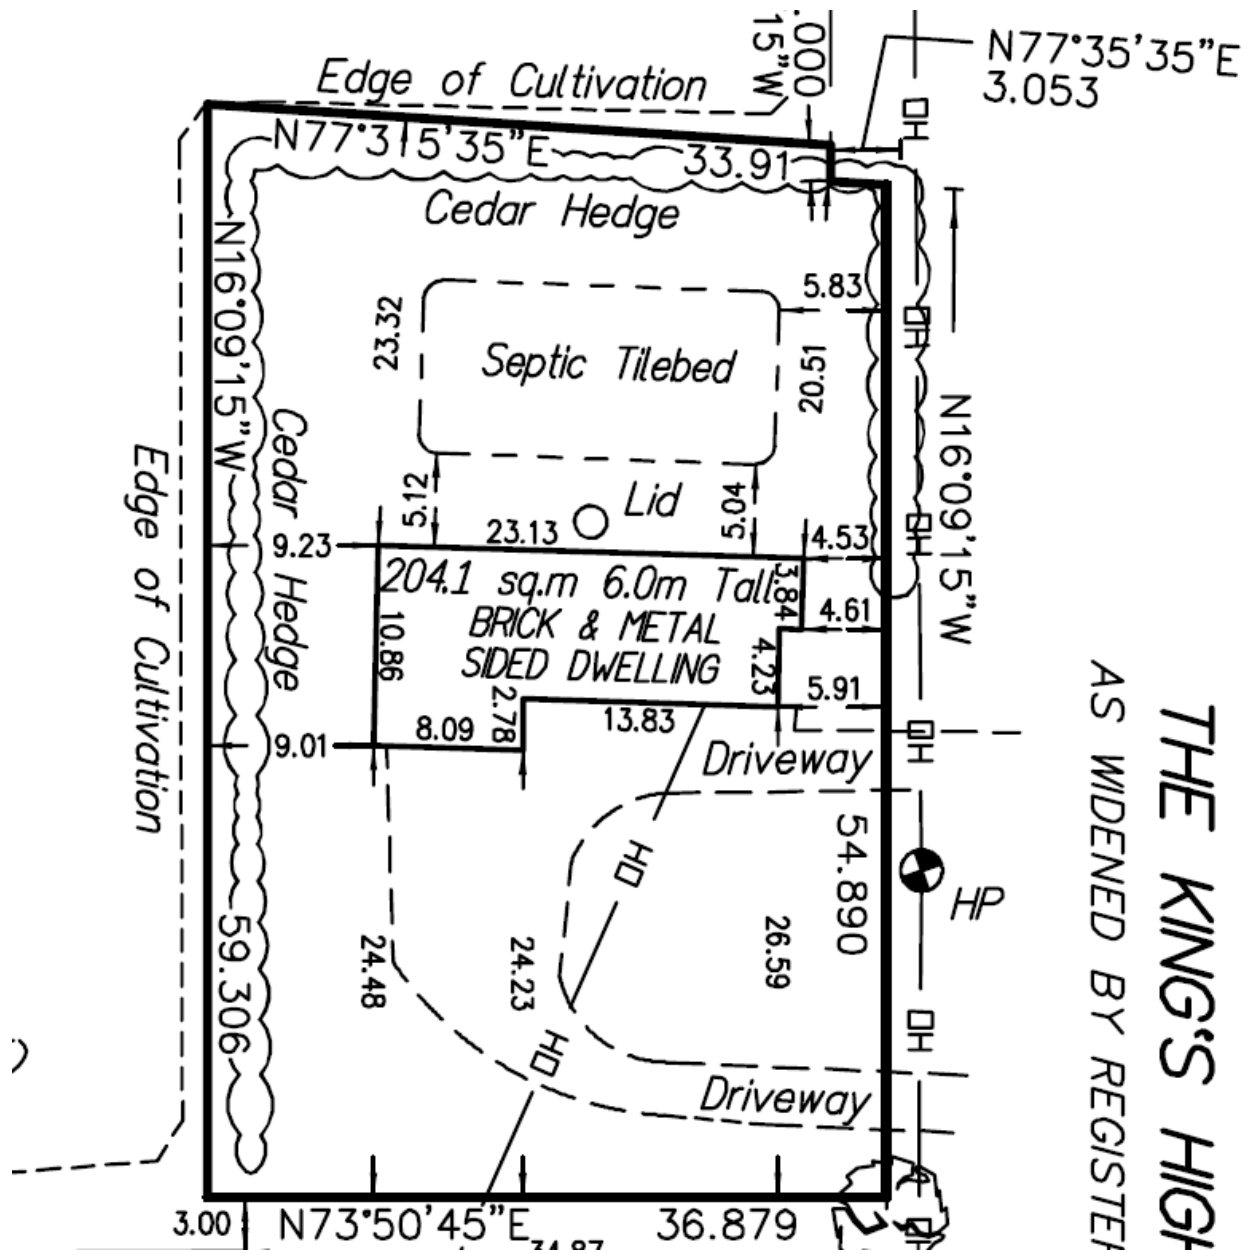 .000
15"W
N77°35'35"E
3.053
Edge of Cultivation
N77°315'35"E
33.91
Cedar Hedge
N16°09'15"W
5.83
23.32
Septic Tilebed
20.51
N16°09'15"W
Cedar Hedge
Edge of Cultivation
5.12
Lid
5.04
23.13
4.53
9.23
204.1 sq.m 6.0m Tall
3.84
4.61
BRICK & METAL
SIDED DWELLING
10.86
4.23
5.91
2.78
8.09
13.83
9.01
Driveway
54.890
HP
59.306
24.48
24.23
26.59
Driveway
AS WIDENED BY REGISTE
THE KING'S HIGH
3.00
N73°50'45"E
36.879
34.87